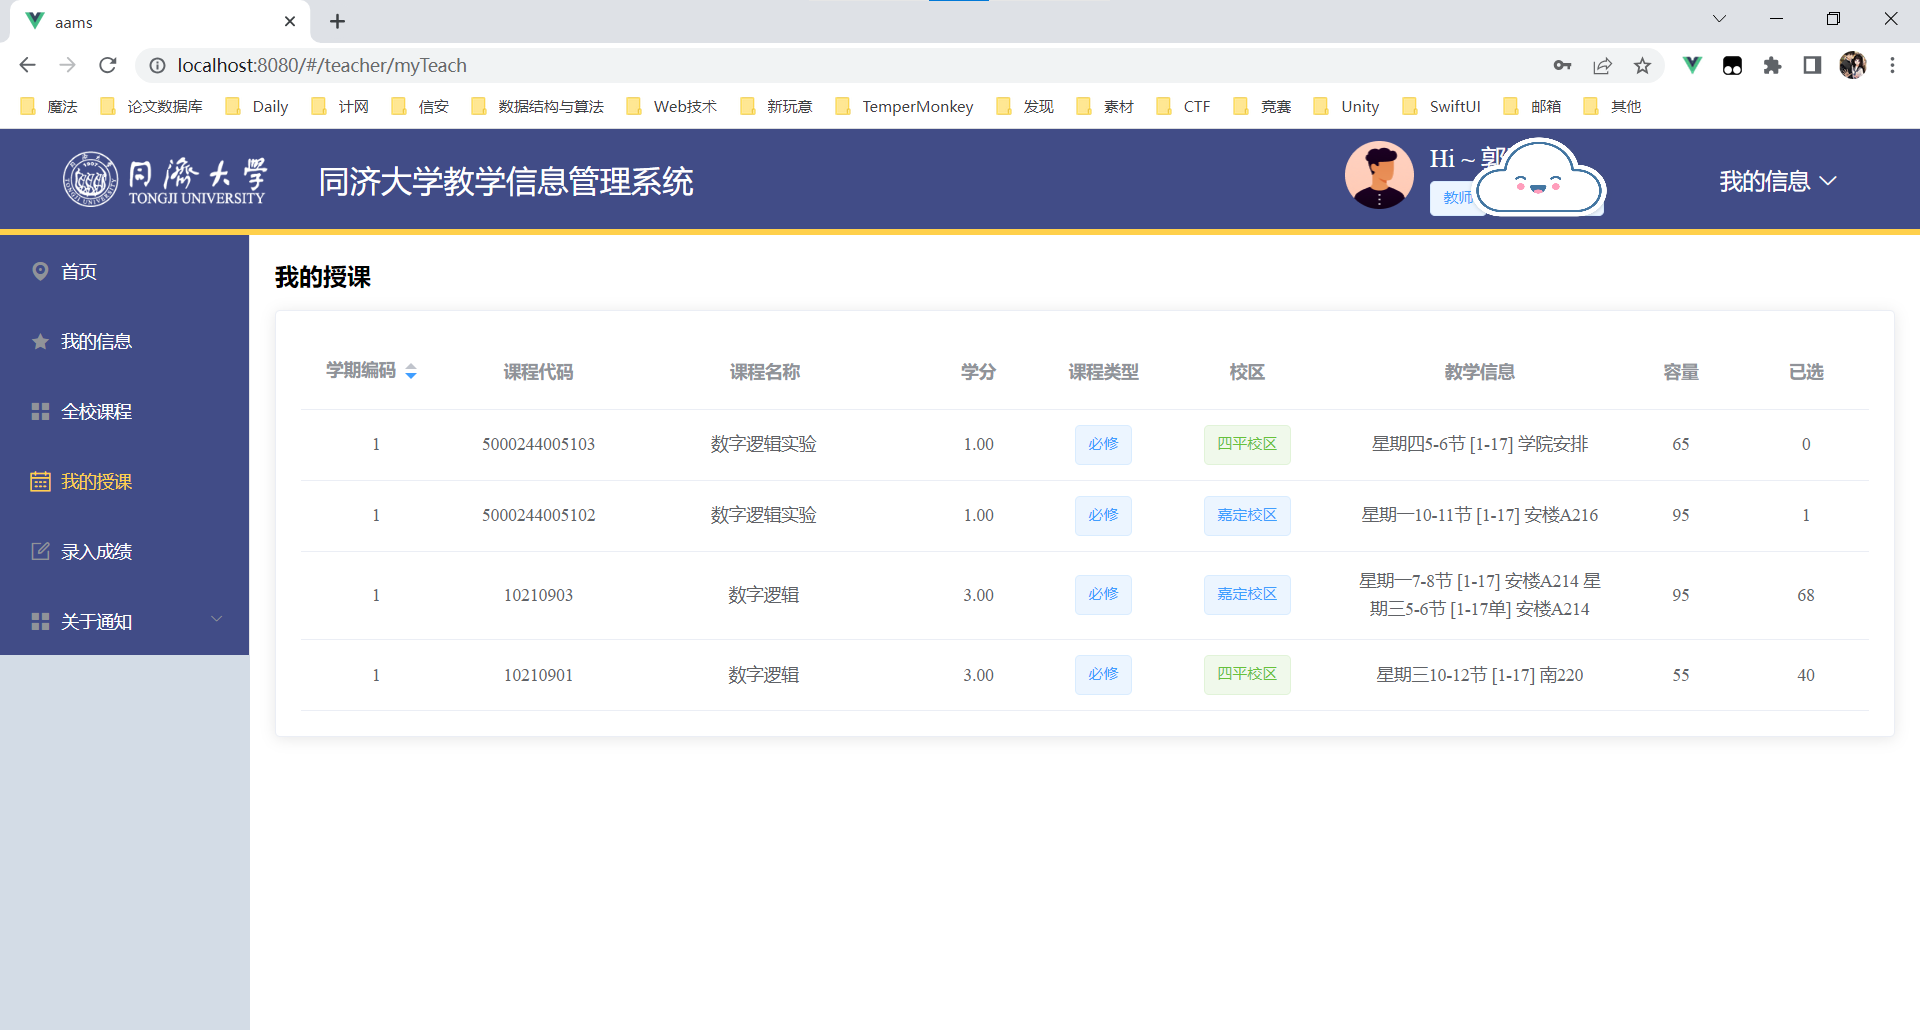 aams
localhost:8080/#/teacher/myTeach
魔法 论文数据库 Daily 计网 信安 数据结构与算法 Web技术 新玩意 TemperMonkey 发现 素材 CTF 竞赛 Unity SwiftUI 邮箱 其他
同濟大学
TONGJI UNIVERSITY
同济大学教学信息管理系统
Hi ~ 郭
教师
我的信息
首页
我的信息
全校课程
我的授课
录入成绩
关于通知
我的授课
学期编码 课程代码 课程名称 学分 课程类型 校区 教学信息 容量 已选
1 5000244005103 数字逻辑实验 1.00 必修 四平校区 星期四5-6节 [1-17] 学院安排 65 0
1 5000244005102 数字逻辑实验 1.00 必修 嘉定校区 星期一10-11节 [1-17] 安楼A216 95 1
1 10210903 数字逻辑 3.00 必修 嘉定校区 星期一7-8节 [1-17] 安楼A214 星 95 68
期三5-6节 [1-17单] 安楼A214
1 10210901 数字逻辑 3.00 必修 四平校区 星期三10-12节 [1-17] 南220 55 40